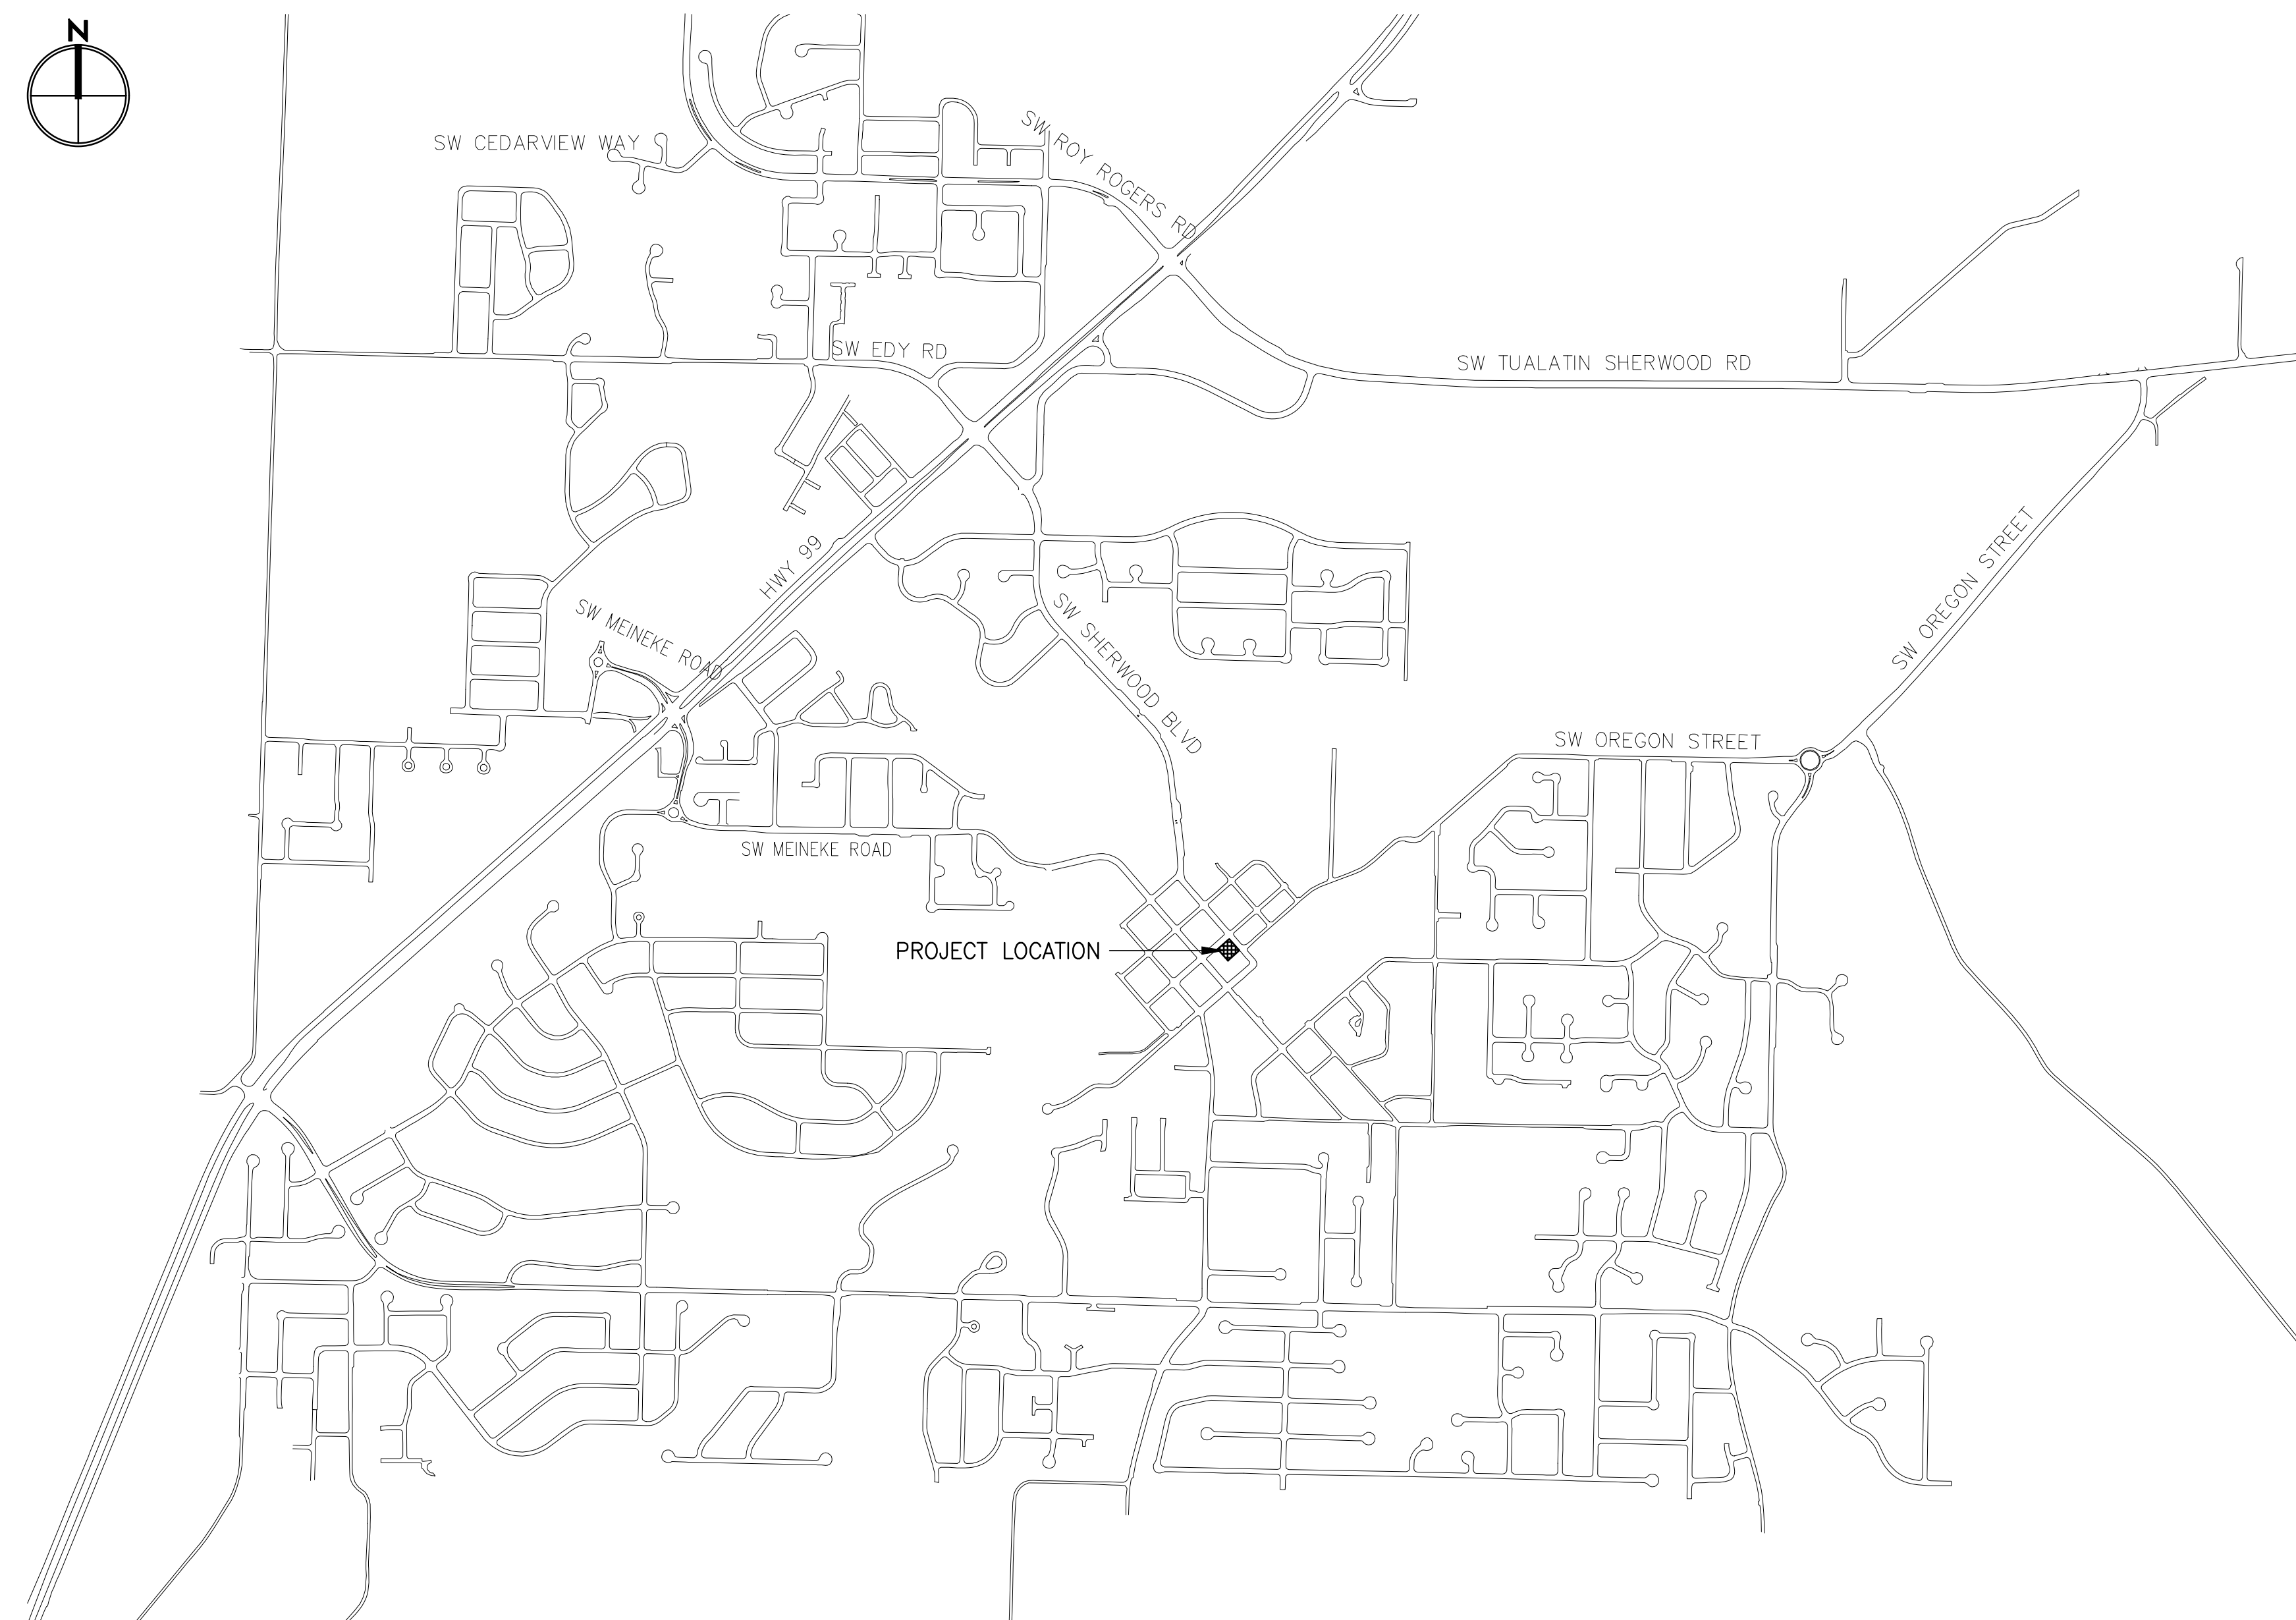 N
SW CEDARVIEW WAY
SW ROY ROGERS RD
SW EDY RD
SW TUALATIN SHERWOOD RD
HWY 99
SW OREGON STREET
SW MEINEKE ROAD
SW SHERWOOD BLVD
SW OREGON STREET
SW MEINEKE ROAD
PROJECT LOCATION